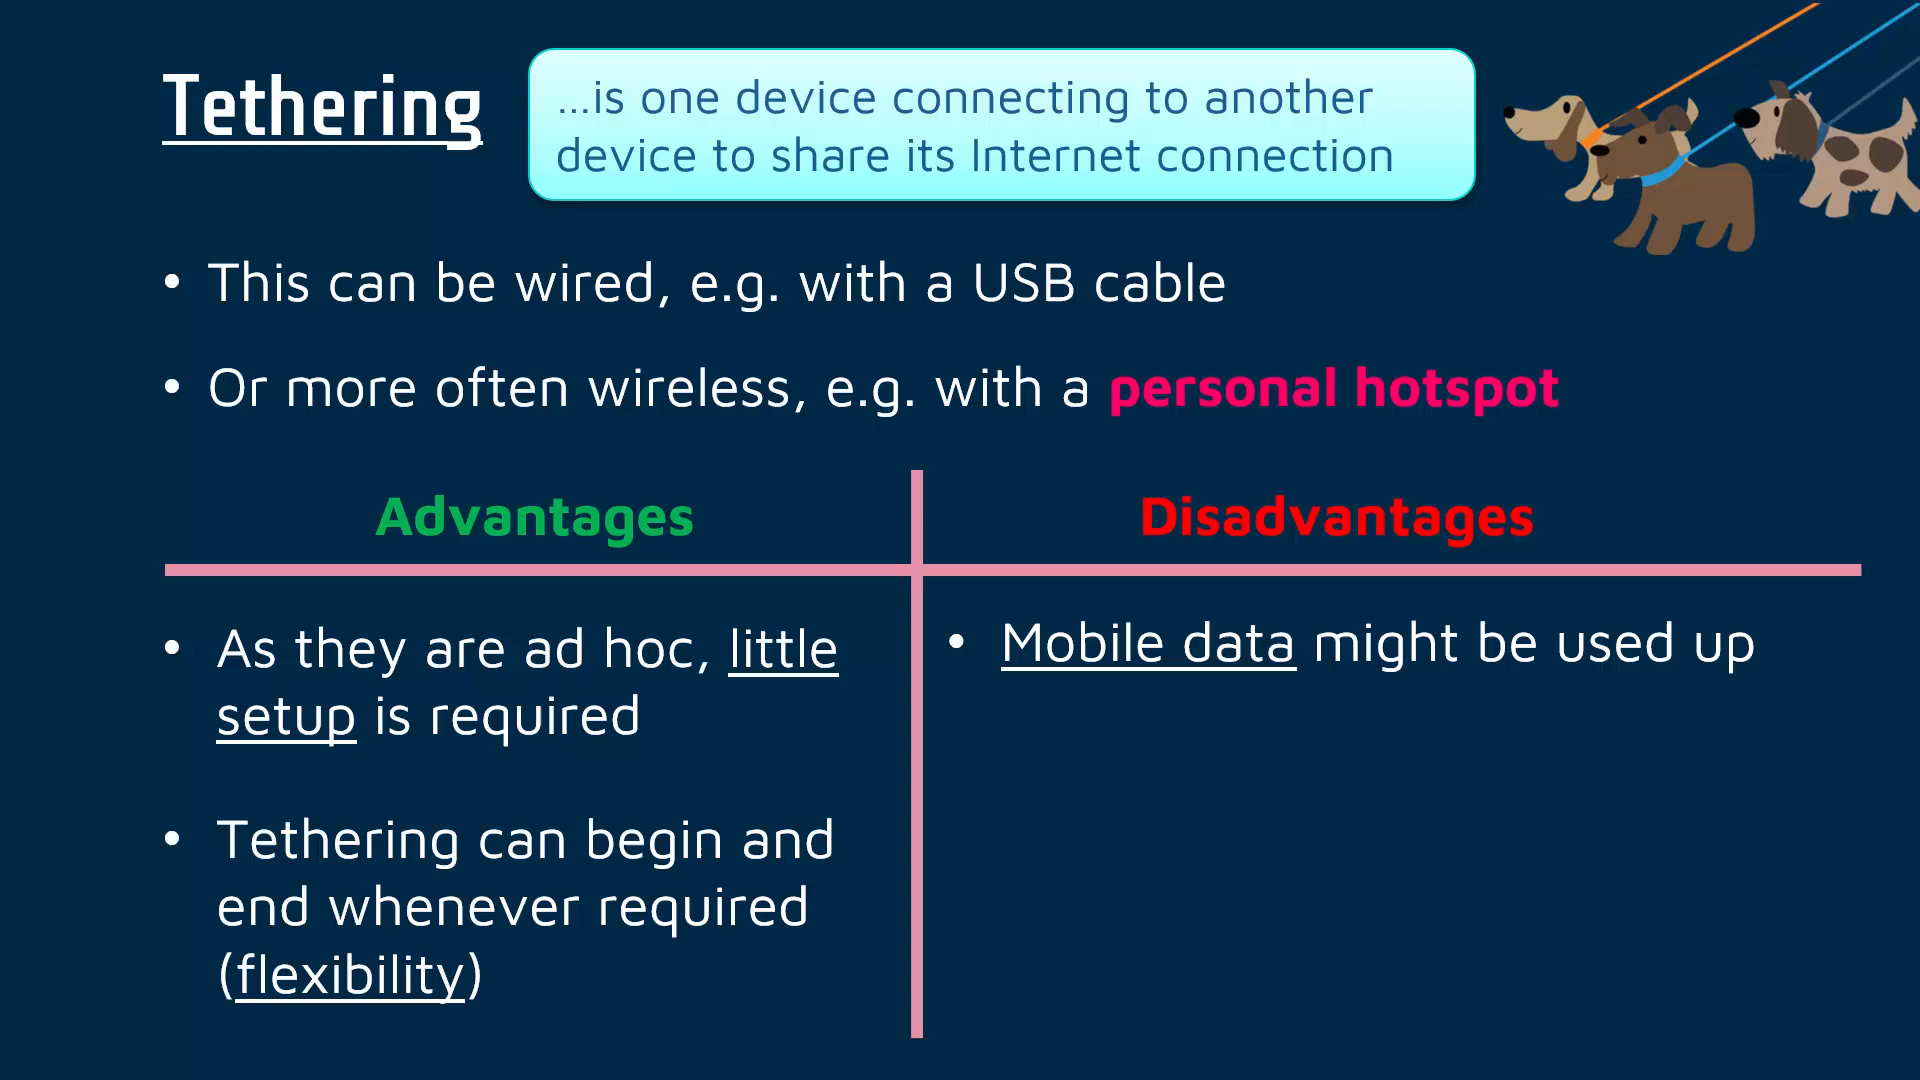 Tethering
...is one device connecting to another
device to share its Internet connection
• This can be wired, e.g. with a USB cable
• Or more often wireless, e.g. with a personal hotspot
Advantages
• As they are ad hoc, little
setup is required
• Tethering can begin and
end whenever required
(flexibility)
Disadvantages
• Mobile data might be used up